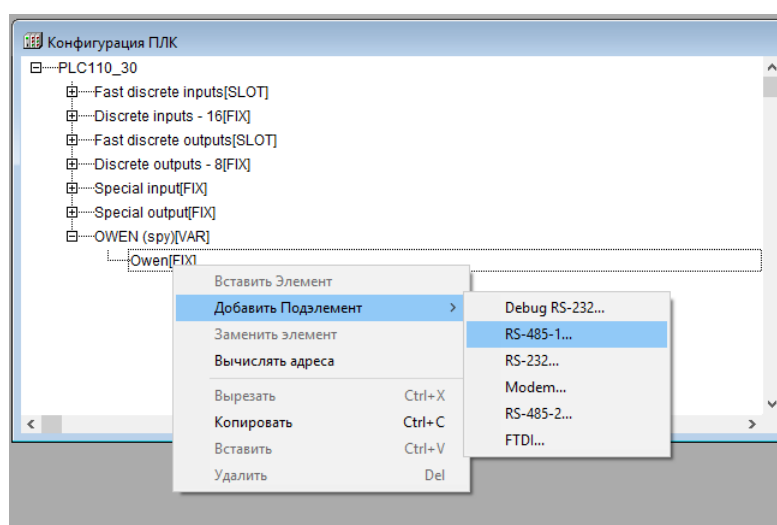 Конфигурация ПЛК
PLC110_30
Fast discrete inputs[SLOT]
Discrete inputs - 16[FIX]
Fast discrete outputs[SLOT]
Discrete outputs - 8[FIX]
Special input[FIX]
Special output[FIX]
OWEN (spy)[VAR]
Owen[FIX]
Вставить Элемент
Добавить Подэлемент
Заменить элемент
Вычислять адреса
Вырезать Ctrl+X
Копировать Ctrl+C
Вставить Ctrl+V
Удалить Del
Debug RS-232...
RS-485-1...
RS-232...
Modem...
RS-485-2...
FTDI...